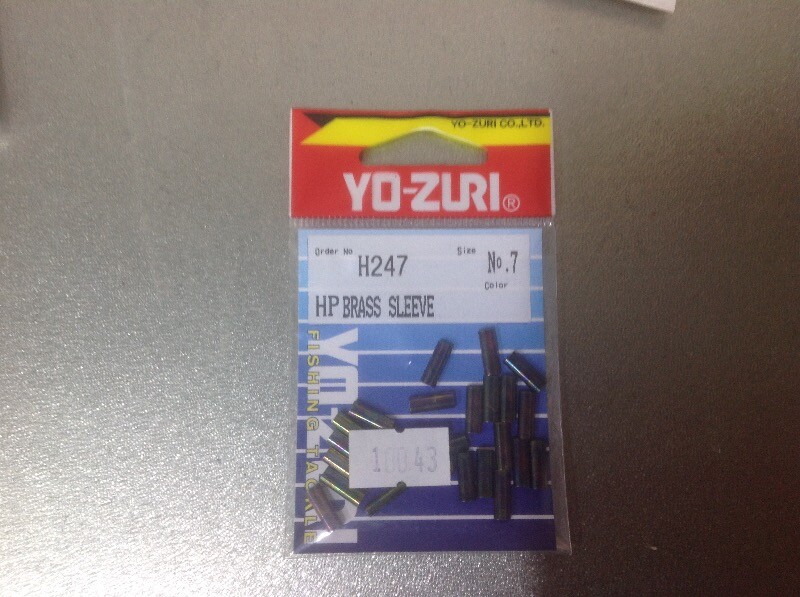 YO-ZURI CO.,LTD.
YO-ZURI®
Order No
H247
Size
No.7
Color
HP BRASS SLEEVE
FISHING TACKLE
10043